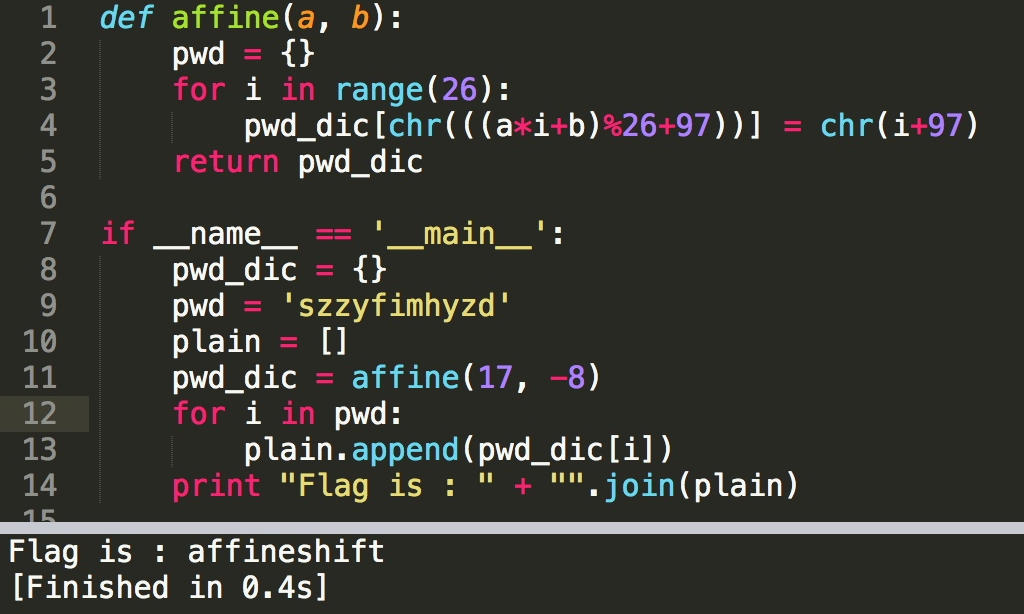 1 def affine(a, b):
2 pwd = {}
3 for i in range(26):
4 pwd_dic[chr(((a*i+b)%26+97))] = chr(i+97)
5 return pwd_dic
6
7 if __name__ == '__main__':
8 pwd_dic = {}
9 pwd = 'szzyfimhyzd'
10 plain = []
11 pwd_dic = affine(17, -8)
12 for i in pwd:
13 plain.append(pwd_dic[i])
14 print "Flag is : " + "".join(plain)
15
Flag is : affineshift
[Finished in 0.4s]